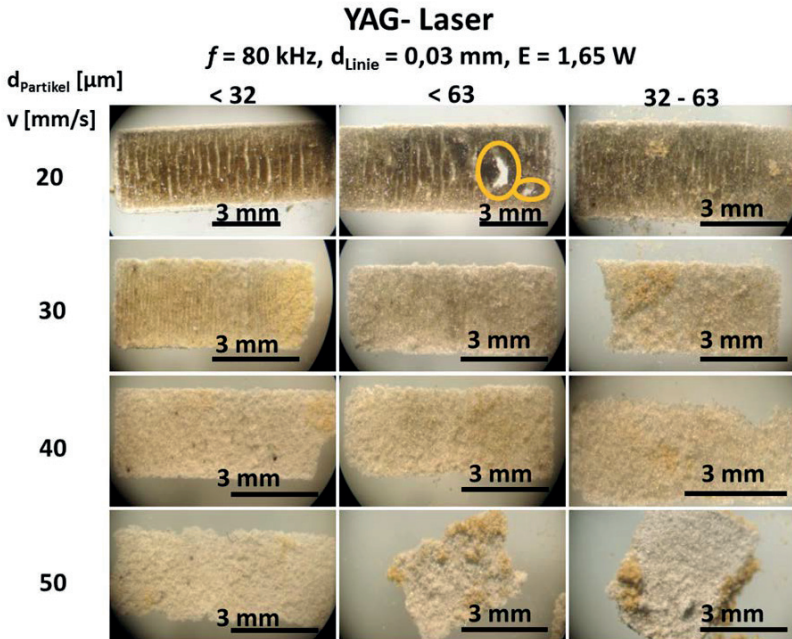 YAG- Laser
f = 80 kHz, dLinie = 0,03 mm, E = 1,65 W
dPartikel [µm]
< 32
< 63
32 - 63
v [mm/s]
20
3 mm
3 mm
3 mm
30
3 mm
3 mm
3 mm
40
3 mm
3 mm
3 mm
50
3 mm
3 mm
3 mm